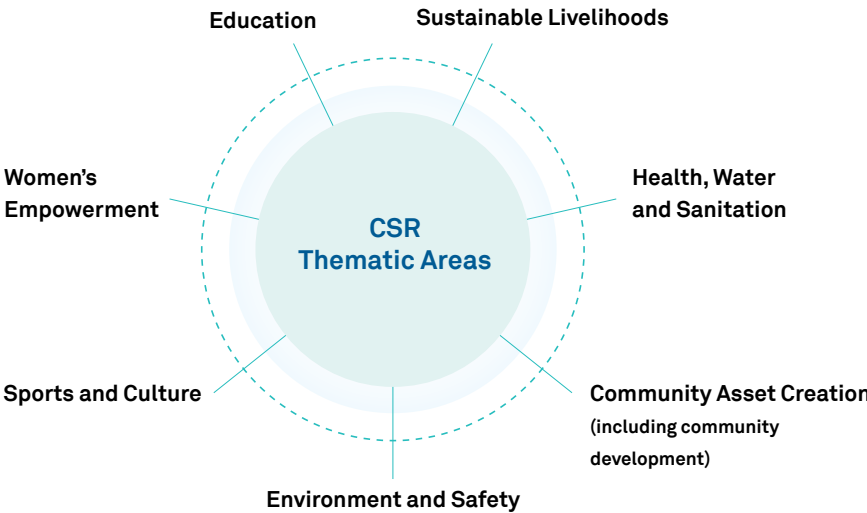 Education
Sustainable Livelihoods
Women's
Empowerment
Health, Water
and Sanitation
CSR
Thematic Areas
Sports and Culture
Community Asset Creation
(including community
development)
Environment and Safety